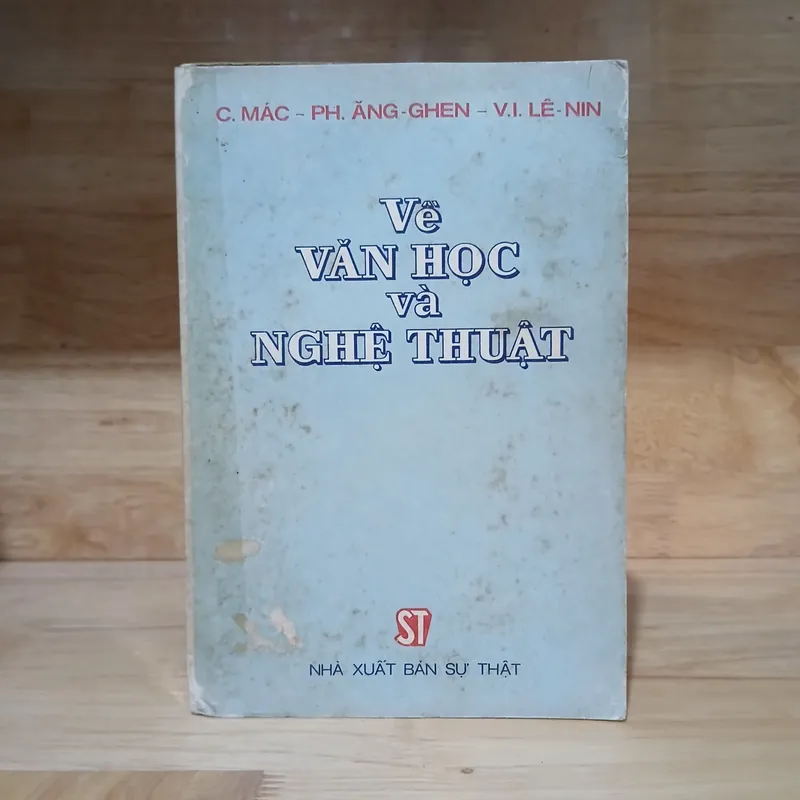 C. MÁC – PH. ĂNG-GHEN – V.I. LÊ-NIN
Về
VĂN HỌC
và
NGHỆ THUẬT
ST
NHÀ XUẤT BẢN SỰ THẬT